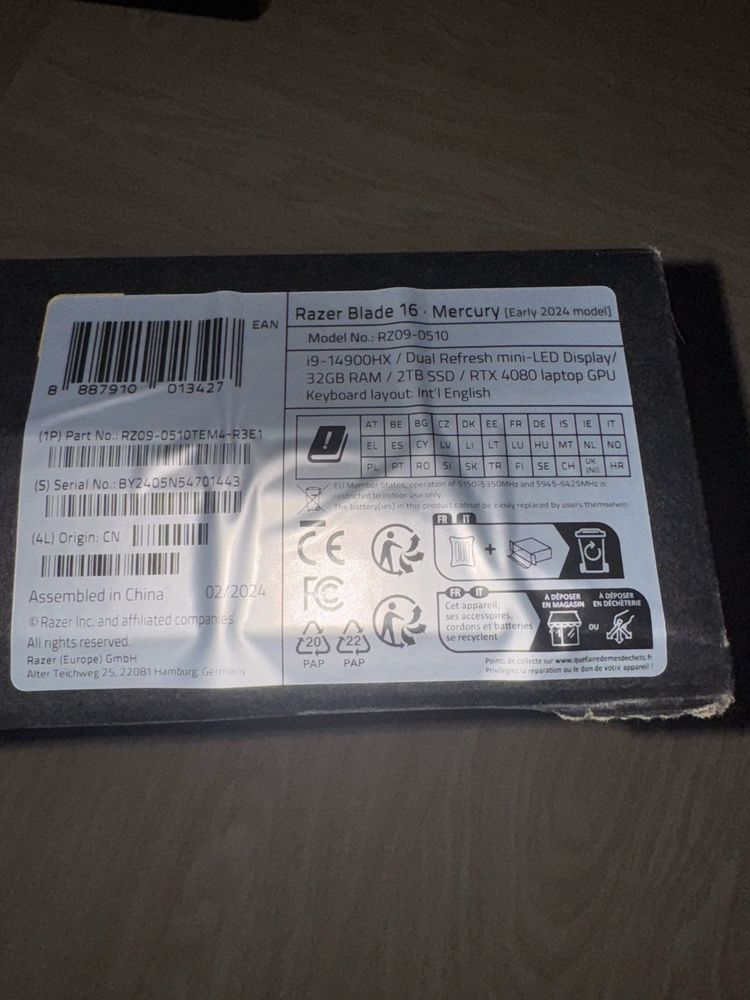 EAN
8 887910 013427
(1P) Part No.: RZ09-0510TEM4-R3E1
(S) Serial No.: BY2405N54701443
(4L) Origin: CN
Assembled in China 02/2024
© Razer Inc. and affiliated companies
All rights reserved.
Razer (Europe) GmbH
Alter Teichweg 25, 22081 Hamburg, Germany
Razer Blade 16 · Mercury [Early 2024 model]
Model No.: RZ09-0510
i9-14900HX / Dual Refresh mini-LED Display/
32GB RAM / 2TB SSD / RTX 4080 laptop GPU
Keyboard layout: Int'l English
AT BE BG CZ DK EE FR DE IS IE IT
EL ES CY LV LI LT LU HU MT NL NO
PL PT RO SI SK TR FI SE CH UK (NI) HR
EU Member States, operation of 5150-5350MHz and 5945-6425MHz is
restricted to indoor use only.
The battery(ies) in this product cannot be easily replaced by users themselves.
CE
FC
20
PAP
22
PAP
FR IT
+
FR IT
Cet appareil,
ses accessoires,
cordons et batteries
se recyclent
À DÉPOSER
EN MAGASIN
OU
À DÉPOSER
EN DÉCHÈTERIE
Points de collecte sur www.quefairedemesdechets.fr
Privilégiez la réparation ou le don de votre appareil !